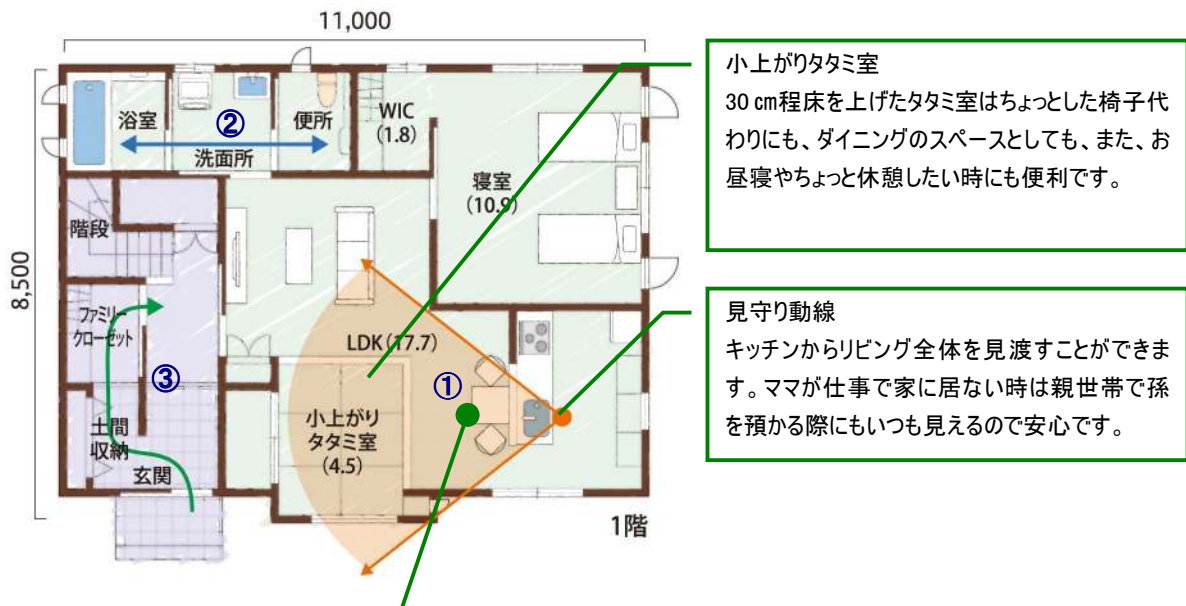 11,000
8,500
浴室
②
洗面所
便所
WIC
(1.8)
寝室
(10.9)
階段
ファミリー
クローゼット
③
土間
収納
玄関
LDK(17.7)
①
小上がり
タタミ室
(4.5)
1階
小上がりタタミ室
30㎝程床を上げたタタミ室はちょっとした椅子代
わりにも、ダイニングのスペースとしても、また、お
昼寝やちょっと休憩したい時にも便利です。
見守り動線
キッチンからリビング全体を見渡すことができま
す。ママが仕事で家に居ない時は親世帯で孫
を預かる際にもいつも見えるので安心です。